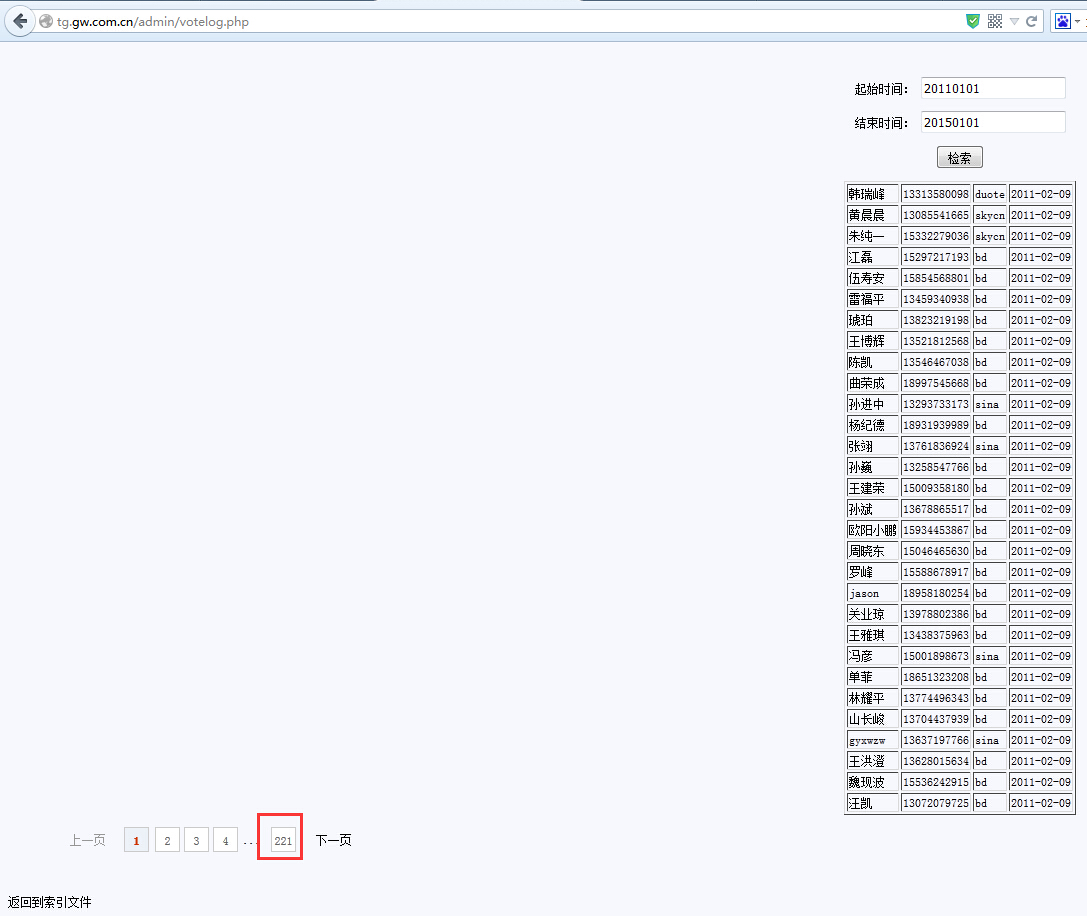 tg.gw.com.cn/admin/votelog.php
起始时间： 20110101
结束时间： 20150101
检索
韩瑞峰 13313580098 duote 2011-02-09
黄晨晨 13085541665 skycn 2011-02-09
朱纯一 15332279036 skycn 2011-02-09
江磊 15297217193 bd 2011-02-09
伍寿安 15854568801 bd 2011-02-09
雷福平 13459340938 bd 2011-02-09
琥珀 13823219198 bd 2011-02-09
王博辉 13521812568 bd 2011-02-09
陈凯 13546467038 bd 2011-02-09
曲荣成 18997545668 bd 2011-02-09
孙进中 13293733173 sina 2011-02-09
杨纪德 18931939989 bd 2011-02-09
张翊 13761836924 sina 2011-02-09
孙巍 13258547766 bd 2011-02-09
王建荣 15009358180 bd 2011-02-09
孙斌 13678865517 bd 2011-02-09
欧阳小鹏 15934453867 bd 2011-02-09
周晓东 15046465630 bd 2011-02-09
罗峰 15588678917 bd 2011-02-09
jason 18958180254 bd 2011-02-09
关业琼 13978802386 bd 2011-02-09
王雅琪 13438375963 bd 2011-02-09
冯彦 15001898673 sina 2011-02-09
单菲 18651323208 bd 2011-02-09
林耀平 13774496343 bd 2011-02-09
山长峻 13704437939 bd 2011-02-09
gyxwzw 13637197766 sina 2011-02-09
王洪澄 13628015634 bd 2011-02-09
魏现波 15536242915 bd 2011-02-09
汪凯 13072079725 bd 2011-02-09
上一页 1 2 3 4 ... 221 下一页
返回到索引文件